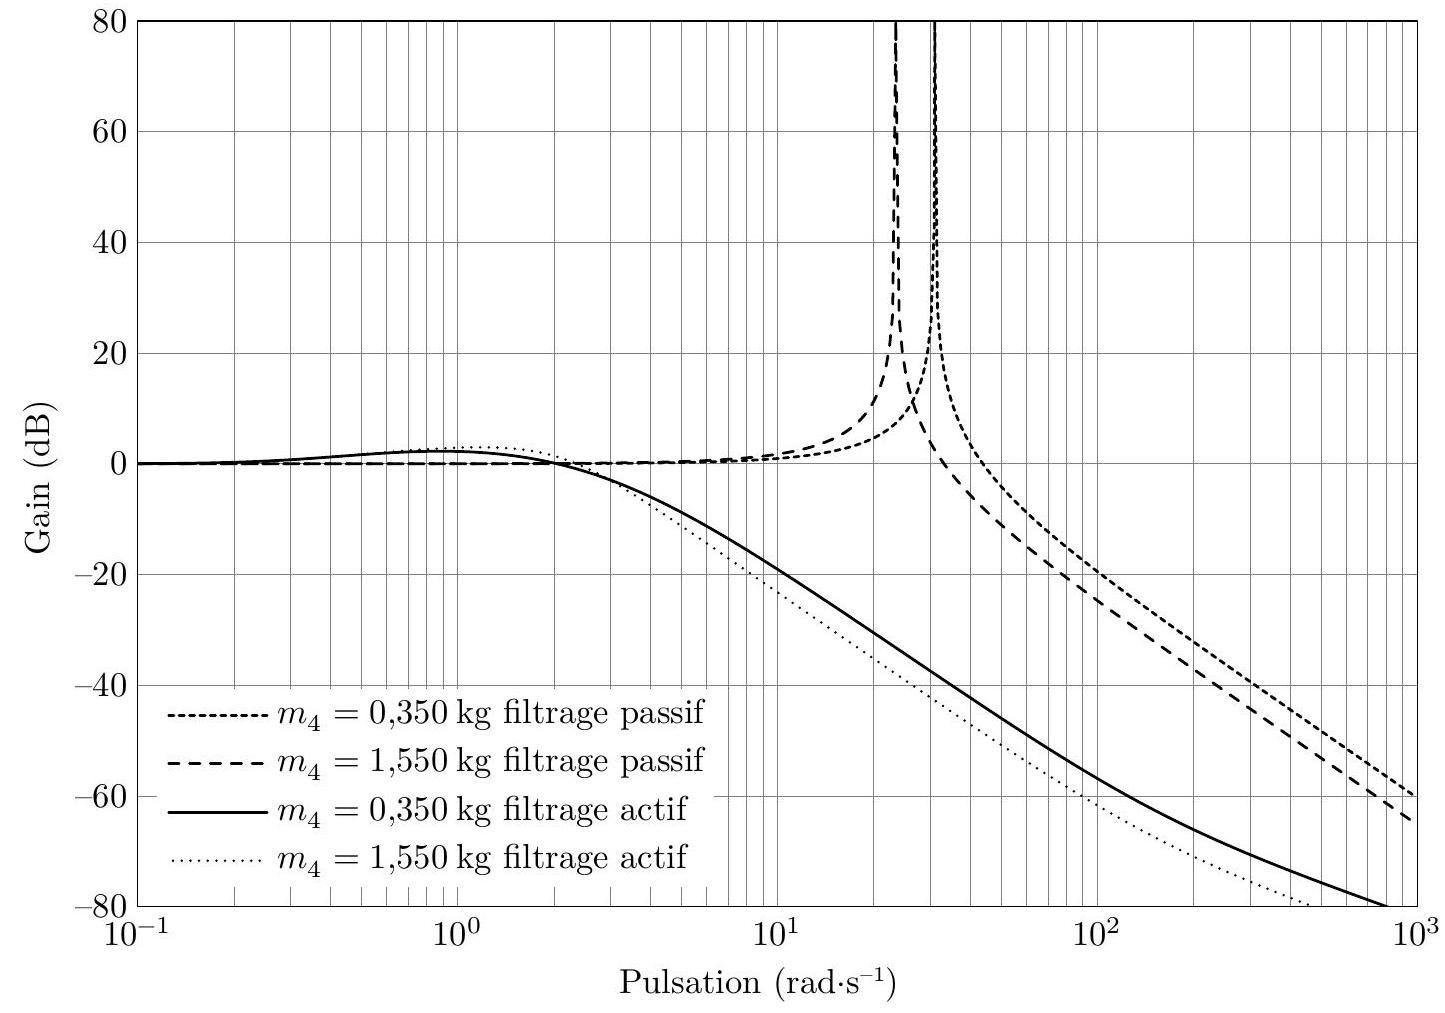 80
60
40
20
0
–20
–40
–60
–80
Gain (dB)
m₄ = 0,350 kg filtrage passif
m₄ = 1,550 kg filtrage passif
m₄ = 0,350 kg filtrage actif
m₄ = 1,550 kg filtrage actif
10⁻¹ 10⁰ 10¹ 10² 10³
Pulsation (rad·s⁻¹)